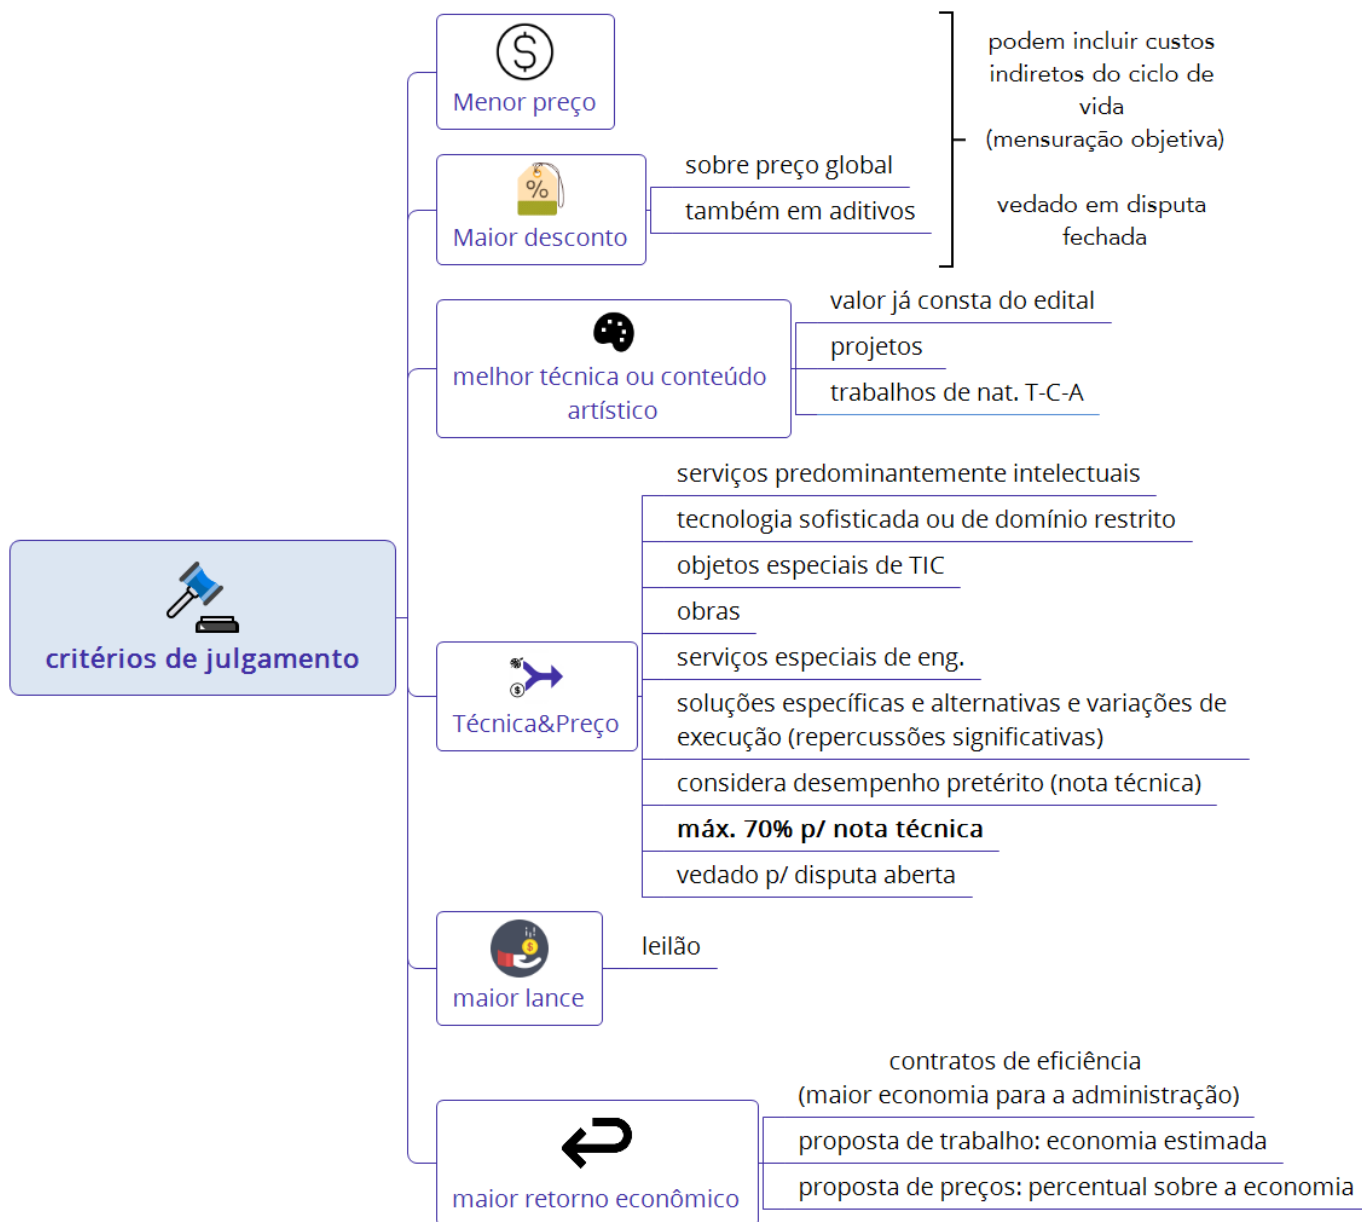 critérios de julgamento
$
Menor preço
%
Maior desconto
sobre preço global
também em aditivos
podem incluir custos
indiretos do ciclo de
vida
(mensuração objetiva)
vedado em disputa
fechada
melhor técnica ou conteúdo
artístico
valor já consta do edital
projetos
trabalhos de nat. T-C-A
$
Técnica&Preço
serviços predominantemente intelectuais
tecnologia sofisticada ou de domínio restrito
objetos especiais de TIC
obras
serviços especiais de eng.
soluções específicas e alternativas e variações de
execução (repercussões significativas)
considera desempenho pretérito (nota técnica)
máx. 70% p/ nota técnica
vedado p/ disputa aberta
$
maior lance
leilão
maior retorno econômico
contratos de eficiência
(maior economia para a administração)
proposta de trabalho: economia estimada
proposta de preços: percentual sobre a economia